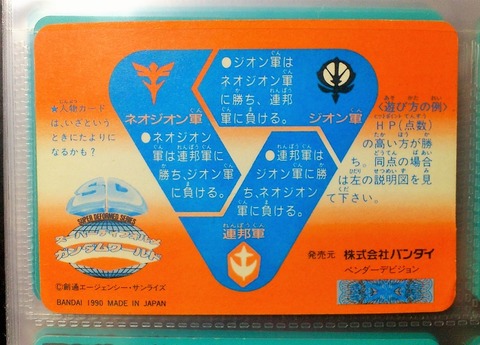 ★人物カード
は、いざという
ときにたよりに
なるかも?
ネオジオン軍
●ジオン軍は
ネオジオン軍
に勝ち、連邦
軍に負ける。
ジオン軍
●ネオジオン
軍は連邦軍に
勝ち、ジオン軍
に負ける。
●連邦軍は
ジオン軍に勝
ち、ネオジオン
軍に負ける。
連邦軍
〈遊び方の例〉
HP(点数)
の高い方が勝
ち。同点の場合
は左の説明図を見
て下さい。
SUPER DEFORMED SERIES
ガンダムワールド
©創通エージェンシー・サンライズ
BANDAI 1990 MADE IN JAPAN
発売元 株式会社バンダイ
ベンダーデビジョン